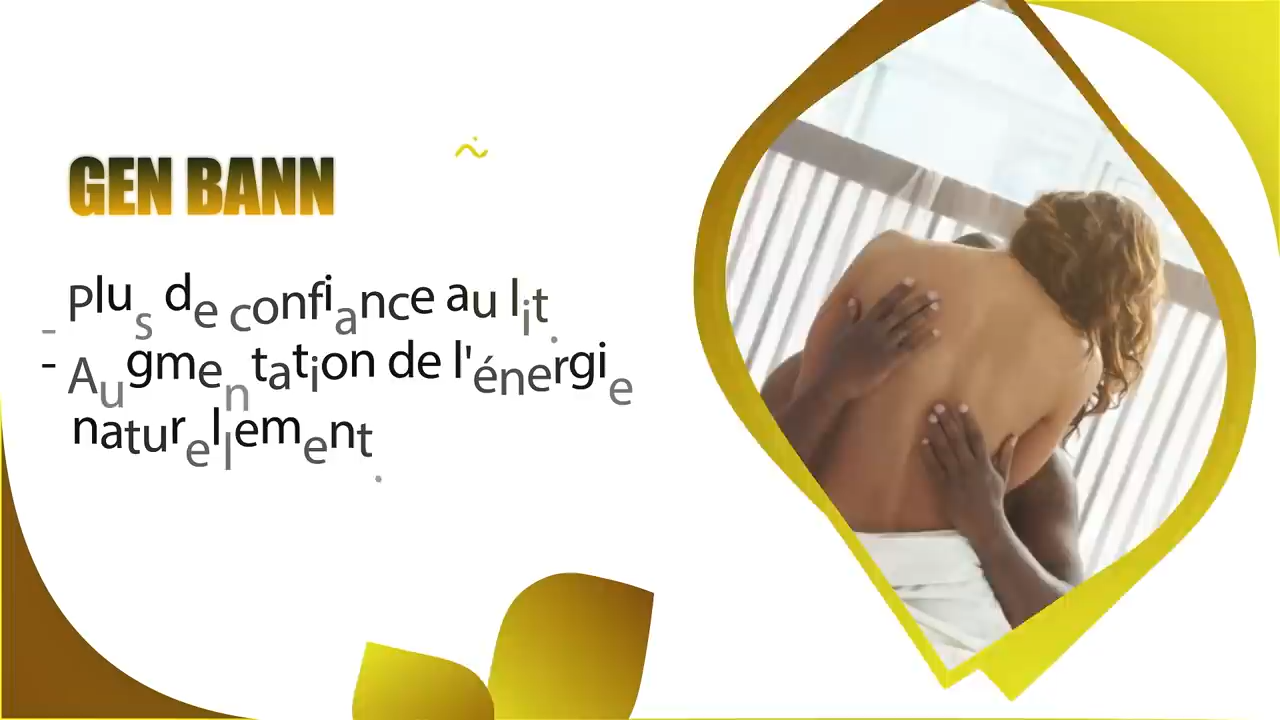 GEN BANN
- Plus de confiance au lit.
- Augmentation de l'énergie
naturellement.